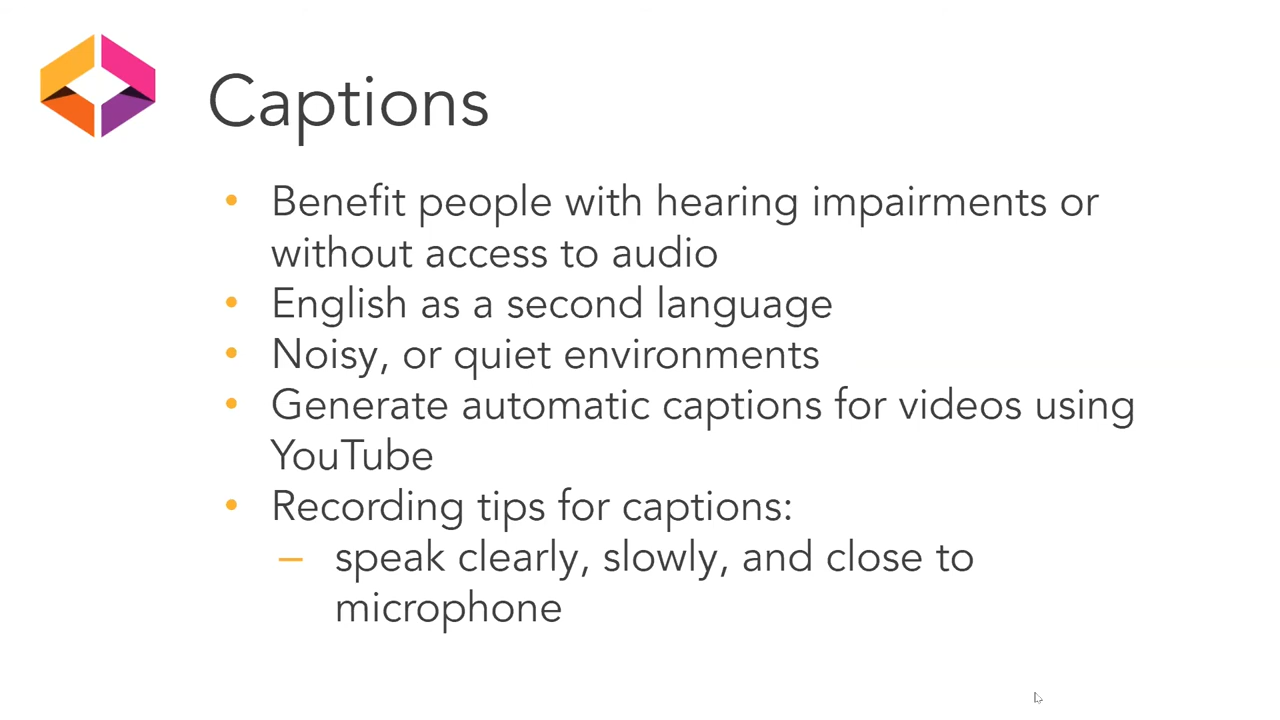 Captions
• Benefit people with hearing impairments or
without access to audio
• English as a second language
• Noisy, or quiet environments
• Generate automatic captions for videos using
YouTube
• Recording tips for captions:
– speak clearly, slowly, and close to
microphone